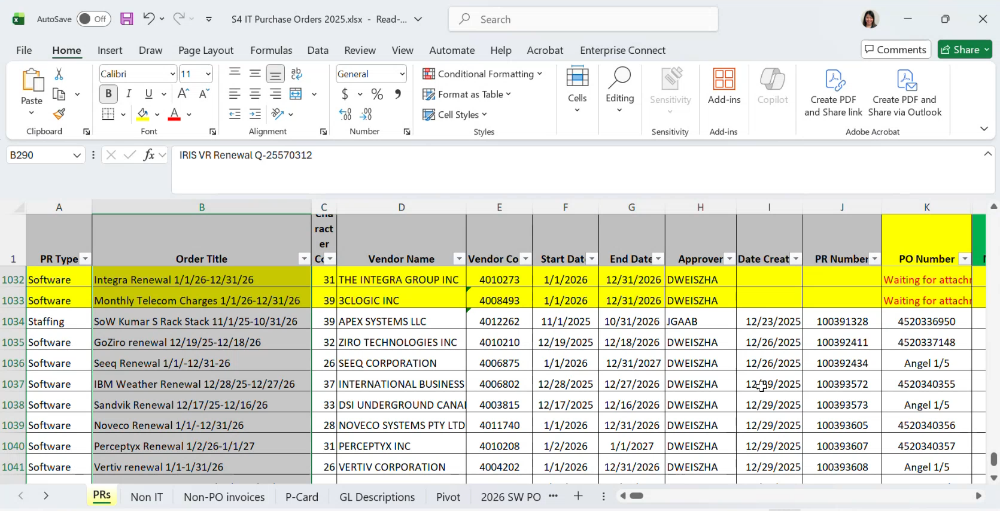 AutoSave Off S4 IT Purchase Orders 2025.xlsx - Read-... Search
File Home Insert Draw Page Layout Formulas Data Review View Automate Help Acrobat Enterprise Connect Comments Share
Paste Calibri 11 General Conditional Formatting Format as Table Cell Styles Cells Editing Sensitivity Add-ins Copilot Create PDF and Share link Create PDF and Share via Outlook
Clipboard Font Alignment Number Styles Sensitivity Add-ins Adobe Acrobat
B290 fx IRIS VR Renewal Q-25570312
A B C D E F G H I J K
1 PR Type Order Title ract er C Vendor Name Vendor Co Start Dat End Date Approver Date Creat PR Number PO Number
1032 Software Integra Renewal 1/1/26-12/31/26 31 THE INTEGRA GROUP INC 4010273 1/1/2026 12/31/2026 DWEISZHA Waiting for attachr
1033 Software Monthly Telecom Charges 1/1/26-12/31/26 39 3CLOGIC INC 4008493 1/1/2026 12/31/2026 DWEISZHA Waiting for attachr
1034 Staffing SoW Kumar S Rack Stack 11/1/25-10/31/26 39 APEX SYSTEMS LLC 4012262 11/1/2025 10/31/2026 JGAAB 12/23/2025 100391328 4520336950
1035 Software GoZiro renewal 12/19/25-12/18/26 32 ZIRO TECHNOLOGIES INC 4010210 12/19/2025 12/18/2026 DWEISZHA 12/26/2025 100392411 4520337148
1036 Software Seeq Renewal 1/1/-12/31-26 26 SEEQ CORPORATION 4006875 1/1/2026 12/31/2027 DWEISZHA 12/26/2025 100392434 Angel 1/5
1037 Software IBM Weather Renewal 12/28/25-12/27/26 37 INTERNATIONAL BUSINESS 4006802 12/28/2025 12/27/2026 DWEISZHA 100393572 4520340355
1038 Software Sandvik Renewal 12/17/25-12/16/26 33 DSI UNDERGROUND CANA 4003815 12/17/2025 12/16/2026 DWEISZHA 12/29/2025 100393573 Angel 1/5
1039 Software Noveco Renewal 1/1/-12/31/26 28 NOVECO SYSTEMS PTY LTD 4011740 1/1/2026 12/31/2026 DWEISZHA 12/29/2025 100393605 4520340356
1040 Software Perceptyx Renewal 1/2/26-1/1/27 31 PERCEPTYX INC 4010208 1/2/2026 1/1/2027 DWEISZHA 12/29/2025 100393607 4520340357
1041 Software Vertiv renewal 1/1-1/31/26 26 VERTIV CORPORATION 4004202 1/1/2026 12/31/2026 DWEISZHA 12/29/2025 100393608 Angel 1/5
PRs Non IT Non-PO invoices P-Card GL Descriptions Pivot 2026 SW PO